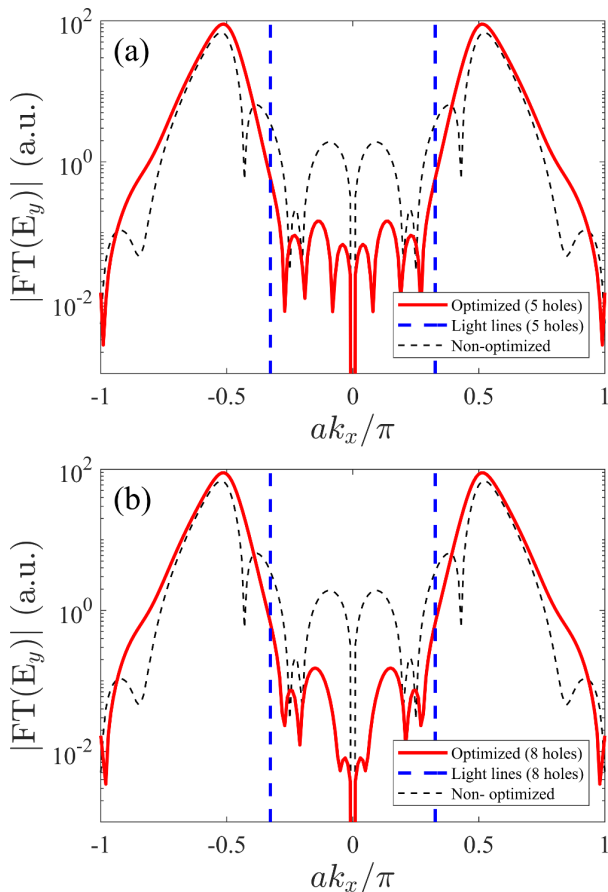 (a)
|FT(E_y)| (a.u.)
10^2
10^0
10^-2
-1
-0.5
0
0.5
1
ak_x/π
Optimized (5 holes)
Light lines (5 holes)
Non-optimized
(b)
|FT(E_y)| (a.u.)
10^2
10^0
10^-2
-1
-0.5
0
0.5
1
ak_x/π
Optimized (8 holes)
Light lines (8 holes)
Non- optimized